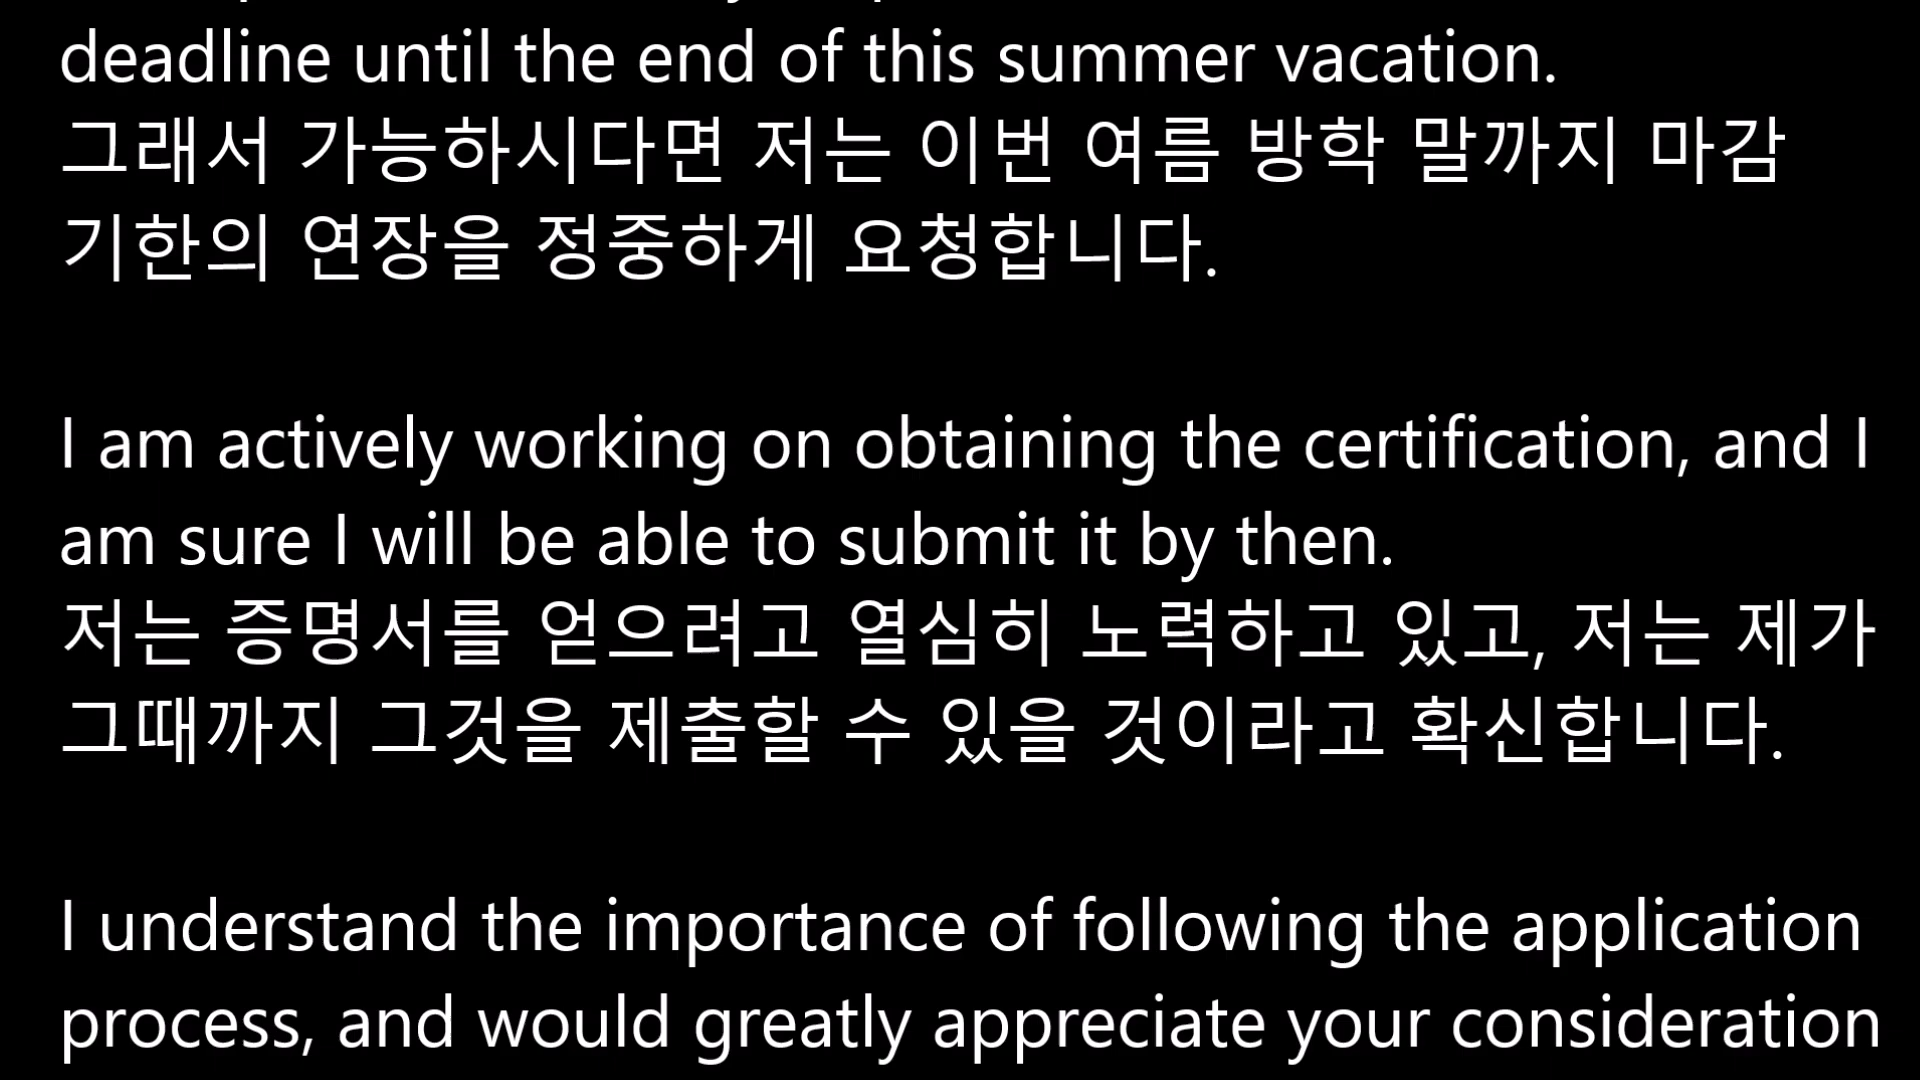 deadline until the end of this summer vacation.
그래서 가능하시다면 저는 이번 여름 방학 말까지 마감
기한의 연장을 정중하게 요청합니다.
I am actively working on obtaining the certification, and I
am sure I will be able to submit it by then.
저는 증명서를 얻으려고 열심히 노력하고 있고, 저는 제가
그때까지 그것을 제출할 수 있을 것이라고 확신합니다.
I understand the importance of following the application
process, and would greatly appreciate your consideration